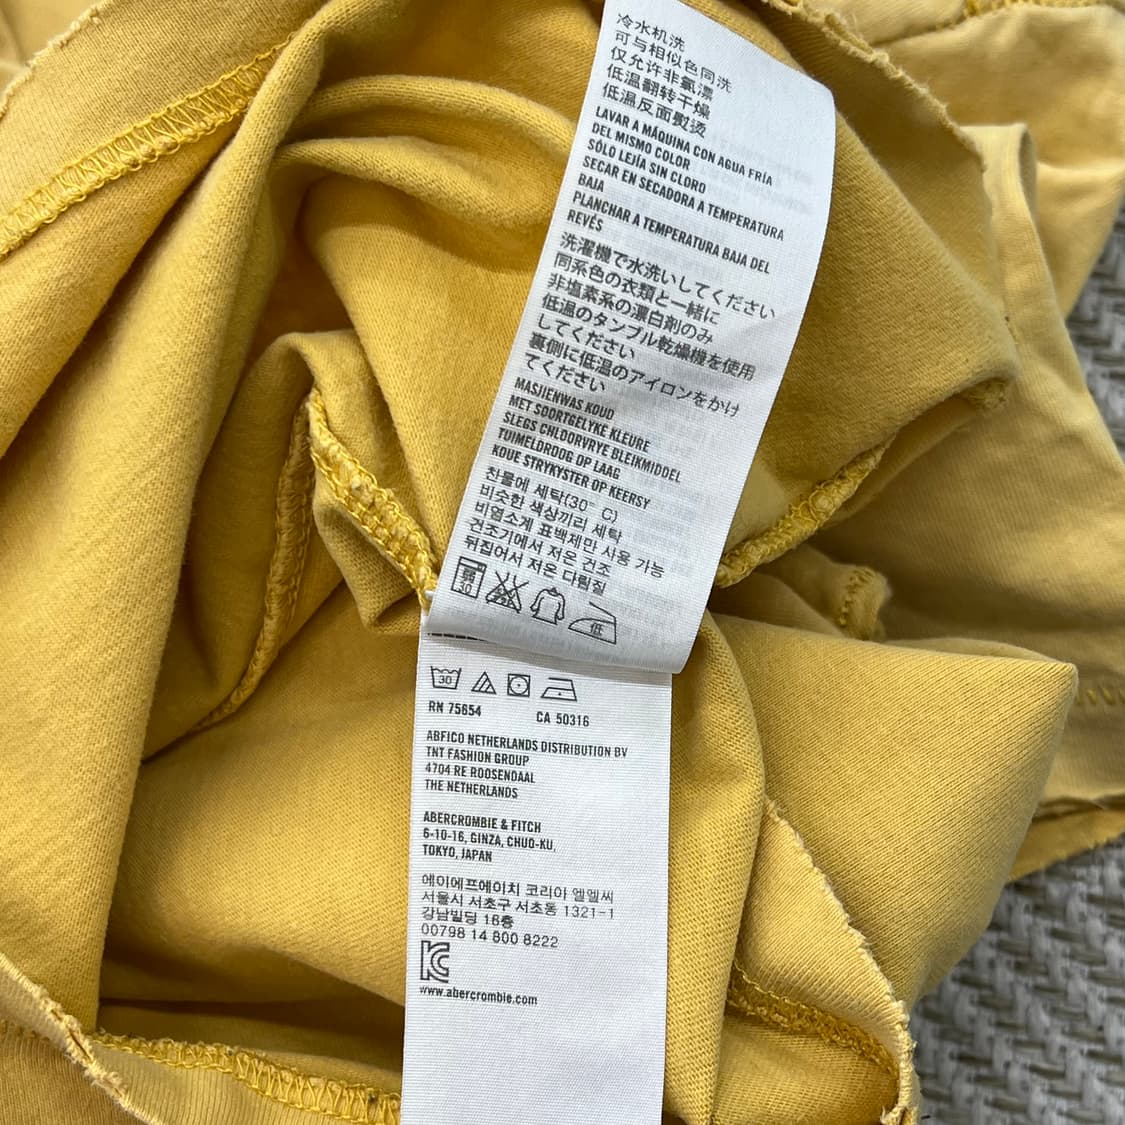 冷水机洗
可与相似色同洗
仅允许非氯漂
低温翻转干燥
低温反面熨烫
LAVAR A MÁQUINA CON AGUA FRÍA
DEL MISMO COLOR
SÓLO LEJÍA SIN CLORO
SECAR EN SECADORA A TEMPERATURA
BAJA
PLANCHAR A TEMPERATURA BAJA DEL
REVÉS
洗濯機で水洗いしてください
同系色の衣類と一緒に
非塩素系の漂白剤のみ
低温のタンブル乾燥機を使用
してください
裏側に低温のアイロンをかけ
てください
MASJIENWAS KOUD
MET SOORTGELYKE KLEURE
SLEGS CHLOORVRYE BLEIKMIDDEL
TUIMELDROOG OP LAAG
KOUE STRYKYSTER OP KEERSY
찬물에 세탁(30° C)
비슷한 색상끼리 세탁
비염소계 표백제만 사용 가능
건조기에서 저온 건조
뒤집어서 저온 다림질
弱 30 低
30
RN 75654 CA 50316
ABFICO NETHERLANDS DISTRIBUTION BV
TNT FASHION GROUP
4704 RE ROOSENDAAL
THE NETHERLANDS
ABERCROMBIE & FITCH
6-10-16, GINZA, CHUO-KU,
TOKYO, JAPAN
에이에프에이치 코리아 엘엘씨
서울시 서초구 서초동 1321-1
강남빌딩 16층
00798 14 800 8222
www.abercrombie.com